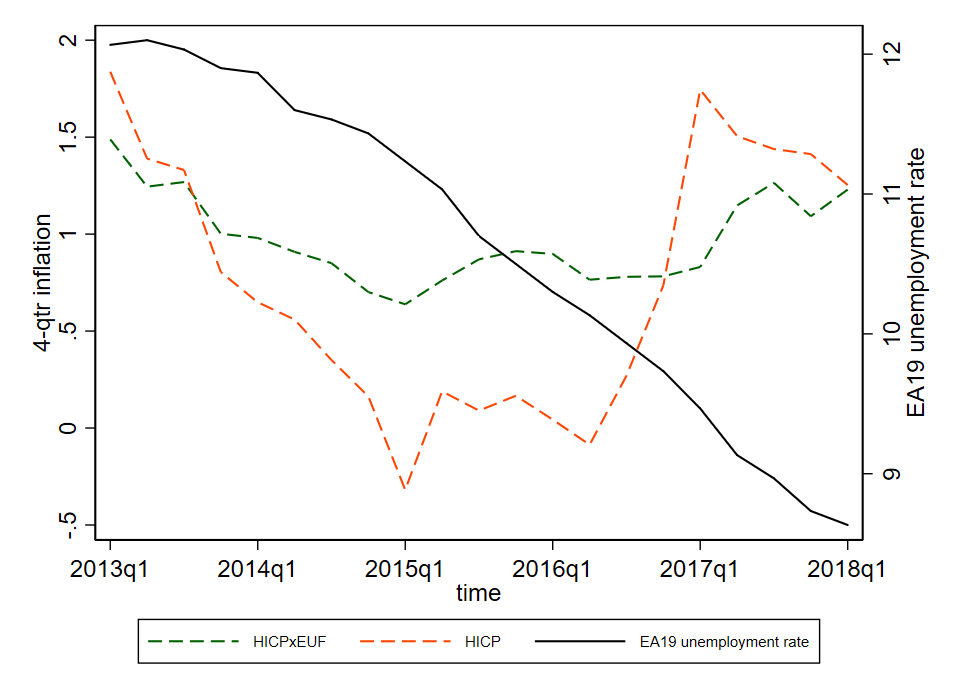 4-qtr inflation
2
1.5
1
.5
0
-.5
12
11
10
9
EA19 unemployment rate
2013q1 2014q1 2015q1 2016q1 2017q1 2018q1
time
HICPxEUF HICP EA19 unemployment rate